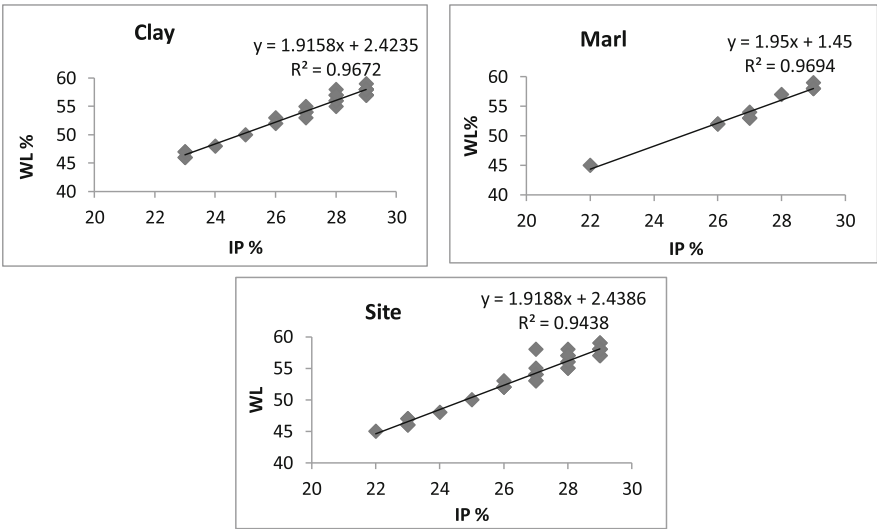 Clay
y = 1.9158x + 2.4235
R² = 0.9672
60
55
50
45
40
WL %
20 22 24 26 28 30
IP %
Marl
y = 1.95x + 1.45
R² = 0.9694
60
55
50
45
40
WL%
20 22 24 26 28 30
IP %
Site
y = 1.9188x + 2.4386
R² = 0.9438
60
55
50
45
40
WL
20 22 24 26 28 30
IP %